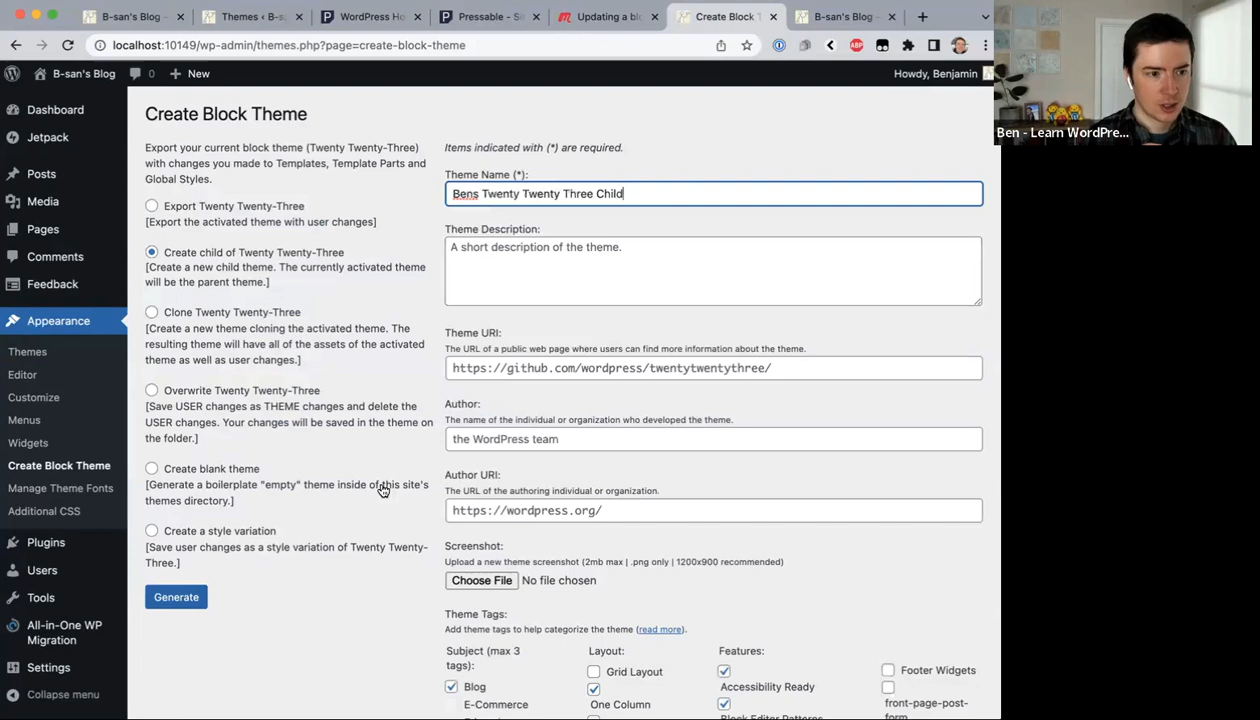 B-san's Blog -
Themes ‹ B-s
WordPress Ho
Pressable - Si
Updating a blo
Create Block T
B-san's Blog -
localhost:10149/wp-admin/themes.php?page=create-block-theme
B-san's Blog
0
New
Howdy, Benjamin
Ben - Learn WordPre...
Dashboard
Jetpack
Posts
Media
Pages
Comments
Feedback
Appearance
Themes
Editor
Customize
Menus
Widgets
Create Block Theme
Manage Theme Fonts
Additional CSS
Plugins
Users
Tools
All-in-One WP
Migration
Settings
Collapse menu
Create Block Theme
Export your current block theme (Twenty Twenty-Three)
with changes you made to Templates, Template Parts and
Global Styles.
Export Twenty Twenty-Three
[Export the activated theme with user changes]
Create child of Twenty Twenty-Three
[Create a new child theme. The currently activated theme
will be the parent theme.]
Clone Twenty Twenty-Three
[Create a new theme cloning the activated theme. The
resulting theme will have all of the assets of the activated
theme as well as user changes.]
Overwrite Twenty Twenty-Three
[Save USER changes as THEME changes and delete the
USER changes. Your changes will be saved in the theme on
the folder.]
Create blank theme
[Generate a boilerplate "empty" theme inside of this site's
themes directory.]
Create a style variation
[Save user changes as a style variation of Twenty Twenty-
Three.]
Generate
Items indicated with (*) are required.
Theme Name (*):
Bens Twenty Twenty Three Child
Theme Description:
A short description of the theme.
Theme URI:
The URL of a public web page where users can find more information about the theme.
https://github.com/wordpress/twentytwentythree/
Author:
The name of the individual or organization who developed the theme.
the WordPress team
Author URI:
The URL of the authoring individual or organization.
https://wordpress.org/
Screenshot:
Upload a new theme screenshot (2mb max | .png only | 1200x900 recommended)
Choose File No file chosen
Theme Tags:
Add theme tags to help categorize the theme (read more).
Subject (max 3
tags):
Blog
E-Commerce
Layout:
Grid Layout
One Column
Features:
Accessibility Ready
Block Editor Patterns
Footer Widgets
front-page-post-
form